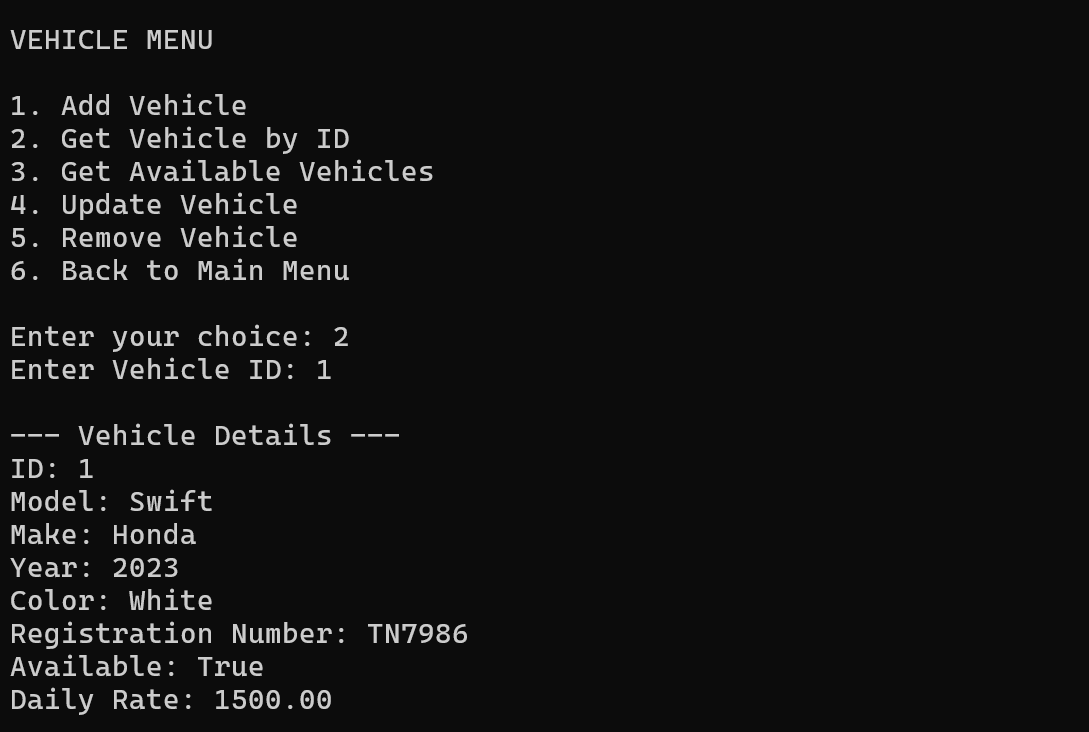 VEHICLE MENU
1. Add Vehicle
2. Get Vehicle by ID
3. Get Available Vehicles
4. Update Vehicle
5. Remove Vehicle
6. Back to Main Menu
Enter your choice: 2
Enter Vehicle ID: 1
--- Vehicle Details ---
ID: 1
Model: Swift
Make: Honda
Year: 2023
Color: White
Registration Number: TN7986
Available: True
Daily Rate: 1500.00